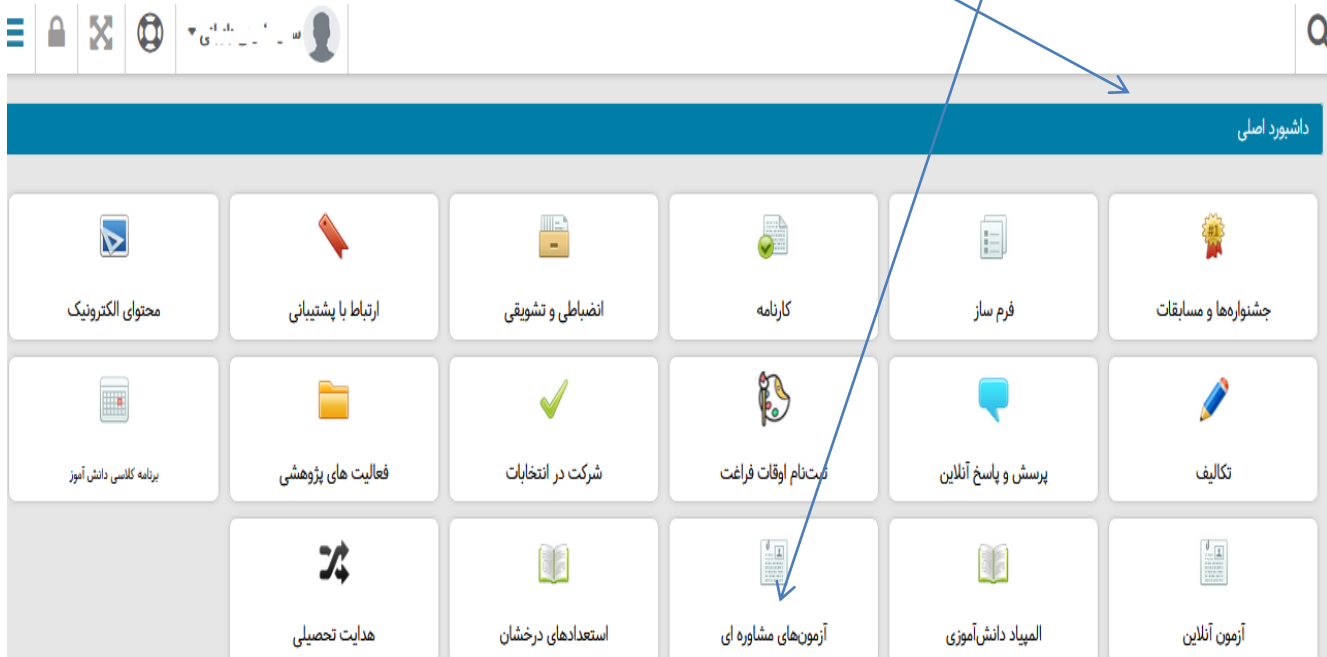 داشبورد اصلی
جشنواره‌ها و مسابقات
فرم ساز
کارنامه
انضباطی و تشویقی
ارتباط با پشتیبانی
محتوای الکترونیک
تکالیف
پرسش و پاسخ آنلاین
ثبت‌نام اوقات فراغت
شرکت در انتخابات
فعالیت های پژوهشی
برنامه کلاسی دانش آموز
آزمون آنلاین
المپیاد دانش‌آموزی
آزمون‌های مشاوره ای
استعدادهای درخشان
هدایت تحصیلی